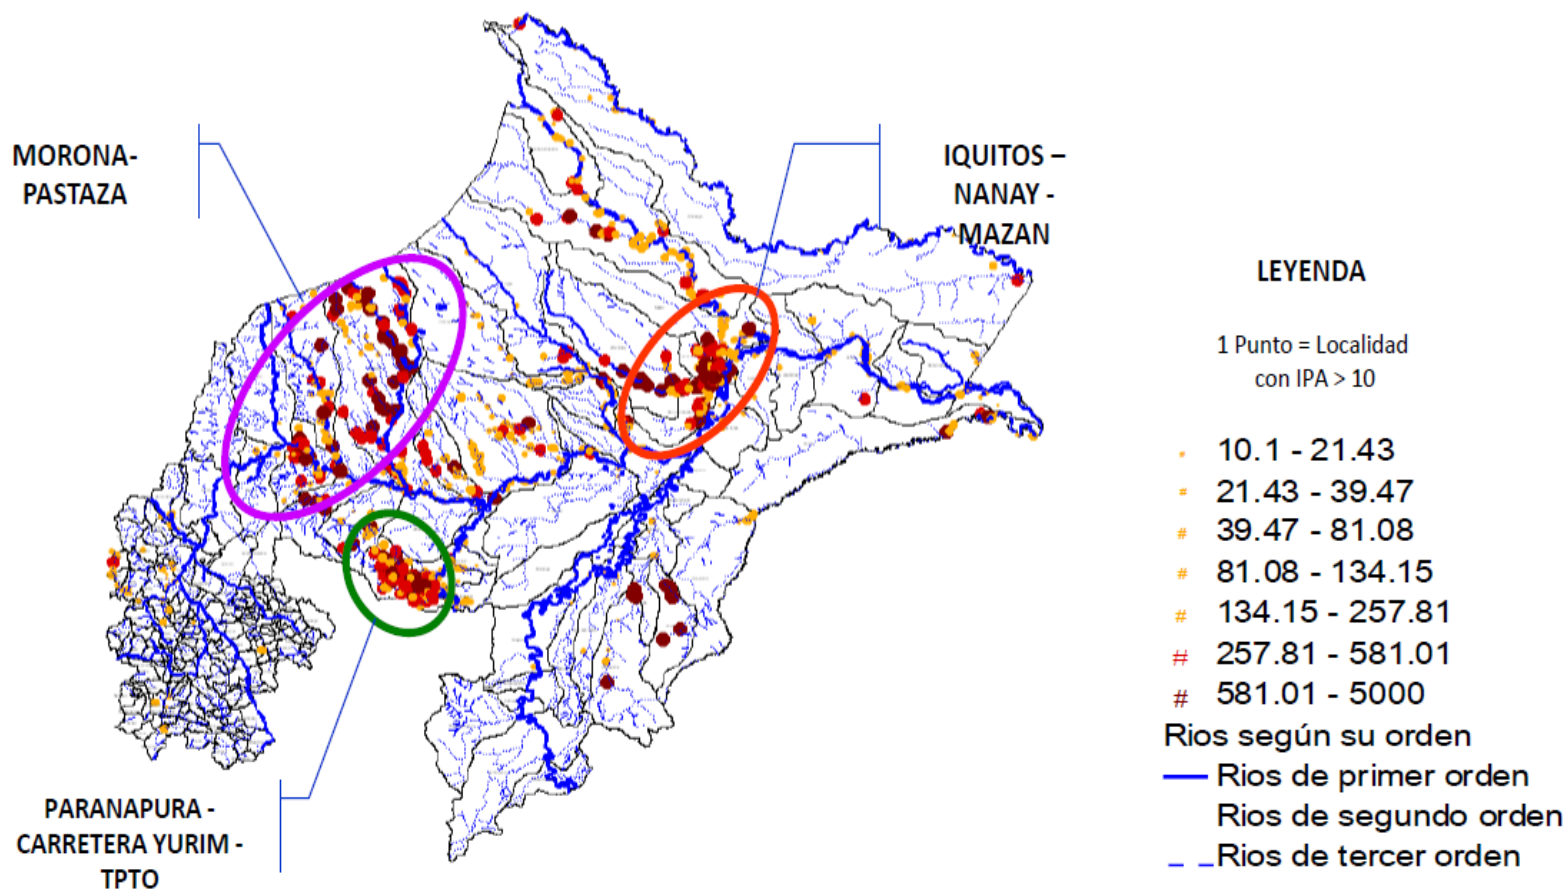 MORONA-
PASTAZA
IQUITOS –
NANAY -
MAZAN
LEYENDA
1 Punto = Localidad
con IPA > 10
10.1 - 21.43
# 21.43 - 39.47
# 39.47 - 81.08
# 81.08 - 134.15
# 134.15 - 257.81
# 257.81 - 581.01
# 581.01 - 5000
Rios según su orden
Rios de primer orden
Rios de segundo orden
Rios de tercer orden
PARANAPURA -
CARRETERA YURIM -
TPTO